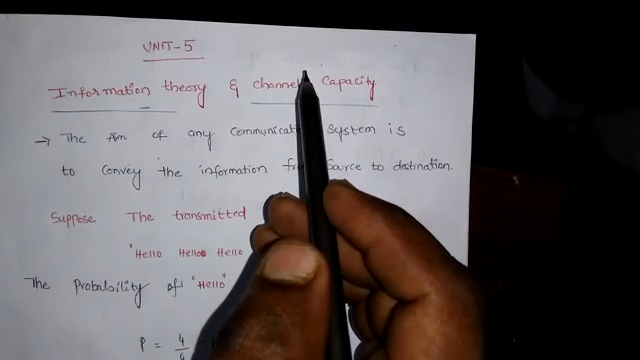 UNIT-5
Information theory & Channel Capacity
→ The Aim of any Communicati System is
to Convey the information from Source to destination.
Suppose The transmitted
"Hello Hello Hello
The Probability of "Hello"
P = 4/4